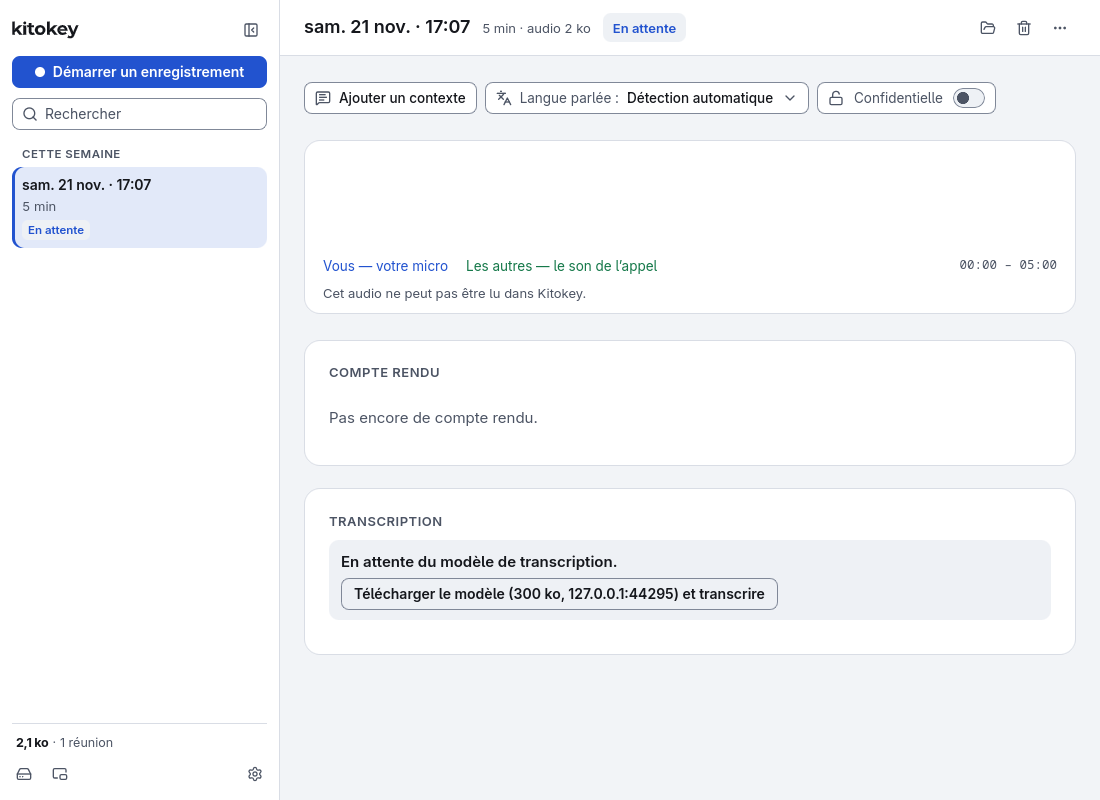 kitokey
Démarrer un enregistrement
Rechercher
CETTE SEMAINE
sam. 21 nov. · 17:07
5 min
En attente
2,1 ko · 1 réunion
sam. 21 nov. · 17:07 5 min · audio 2 ko En attente
Ajouter un contexte Langue parlée : Détection automatique Confidentielle
Vous — votre micro Les autres — le son de l’appel 00:00 – 05:00
Cet audio ne peut pas être lu dans Kitokey.
COMPTE RENDU
Pas encore de compte rendu.
TRANSCRIPTION
En attente du modèle de transcription.
Télécharger le modèle (300 ko, 127.0.0.1:44295) et transcrire